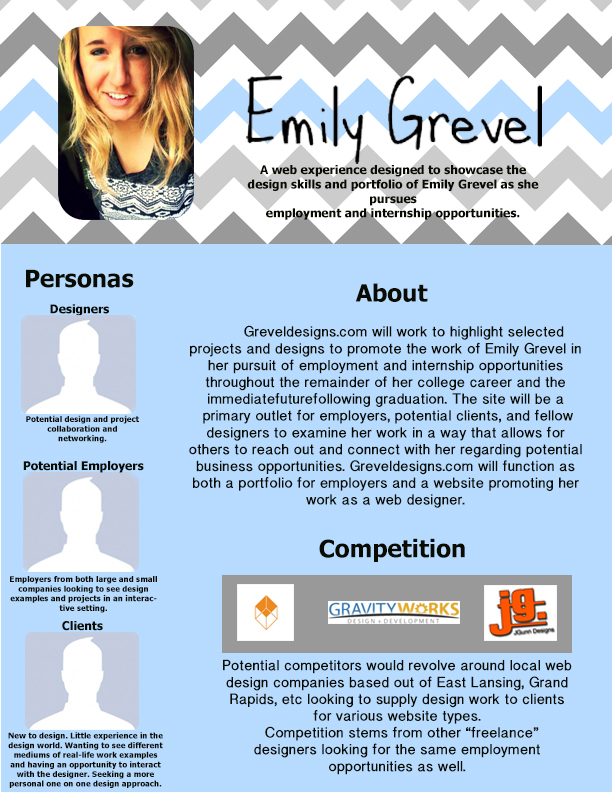 Emily Grevel
A web experience designed to showcase the
design skills and portfolio of Emily Grevel as she
pursues
employment and internship opportunities.
Personas
Designers
Potential design and project
collaboration and
networking.
Potential Employers
Employers from both large and small
companies looking to see design
examples and projects in an interac-
tive setting.
Clients
New to design. Little experience in the
design world. Wanting to see different
mediums of real-life work examples
and having an opportunity to interact
with the designer. Seeking a more
personal one on one design approach.
About
Greveldesigns.com will work to highlight selected
projects and designs to promote the work of Emily Grevel in
her pursuit of employment and internship opportunities
throughout the remainder of her college career and the
immediatefuturefollowing graduation. The site will be a
primary outlet for employers, potential clients, and fellow
designers to examine her work in a way that allows for
others to reach out and connect with her regarding potential
business opportunities. Greveldesigns.com will function as
both a portfolio for employers and a website promoting her
work as a web designer.
Competition
GRAVITYWORKS
DESIGN + DEVELOPMENT
jg.
JGunn Designs
Potential competitors would revolve around local web
design companies based out of East Lansing, Grand
Rapids, etc looking to supply design work to clients
for various website types.
Competition stems from other “freelance”
designers looking for the same employment
opportunities as well.